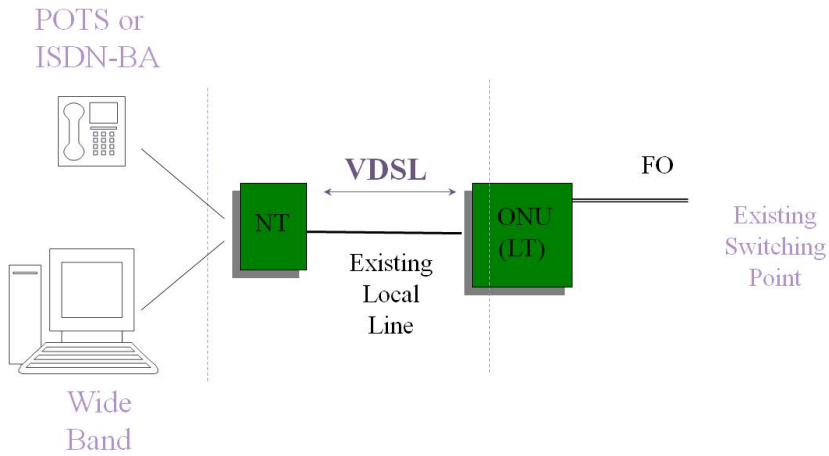 POTS or
ISDN-BA
VDSL
NT
ONU
(LT)
FO
Existing
Local
Line
Existing
Switching
Point
Wide
Band